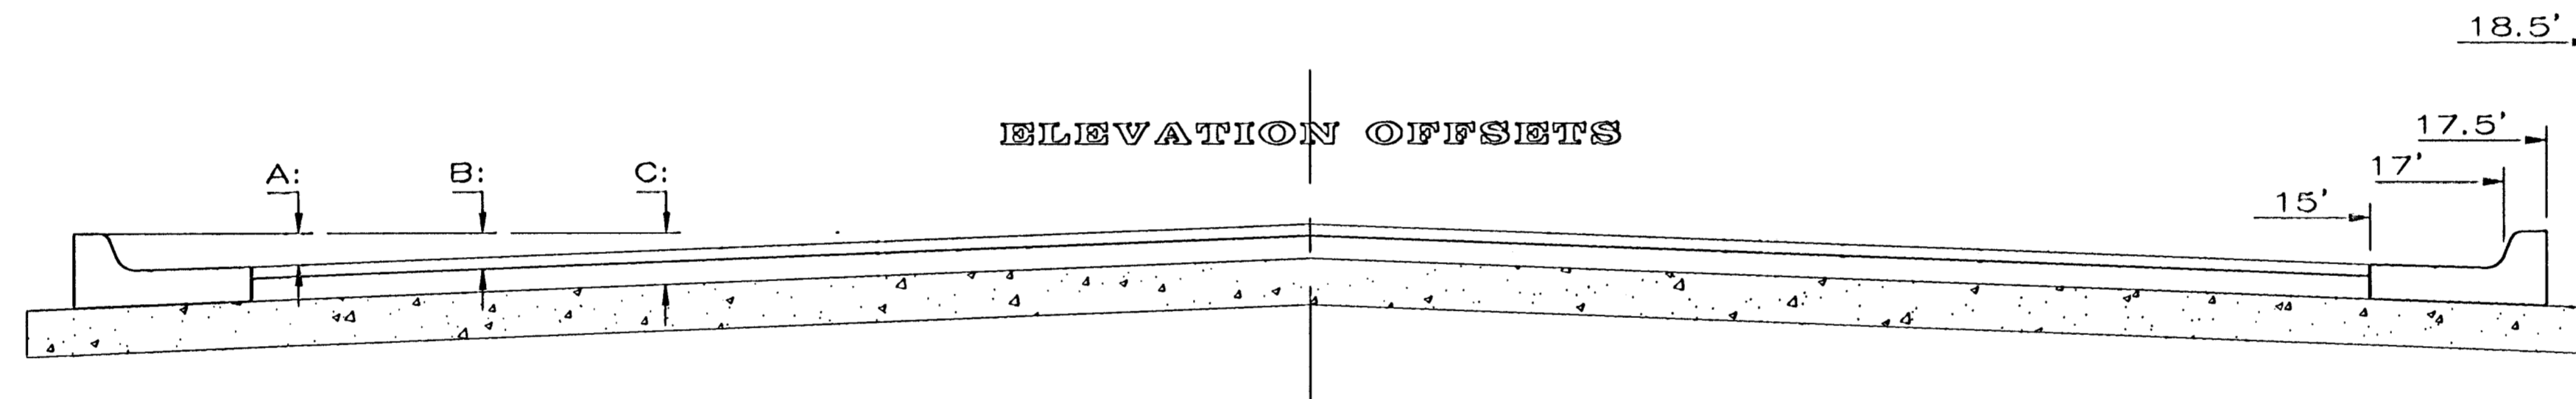 18.5'
ELEVATION OFFSETS
17.5'
A:
B:
C:
17'
15'